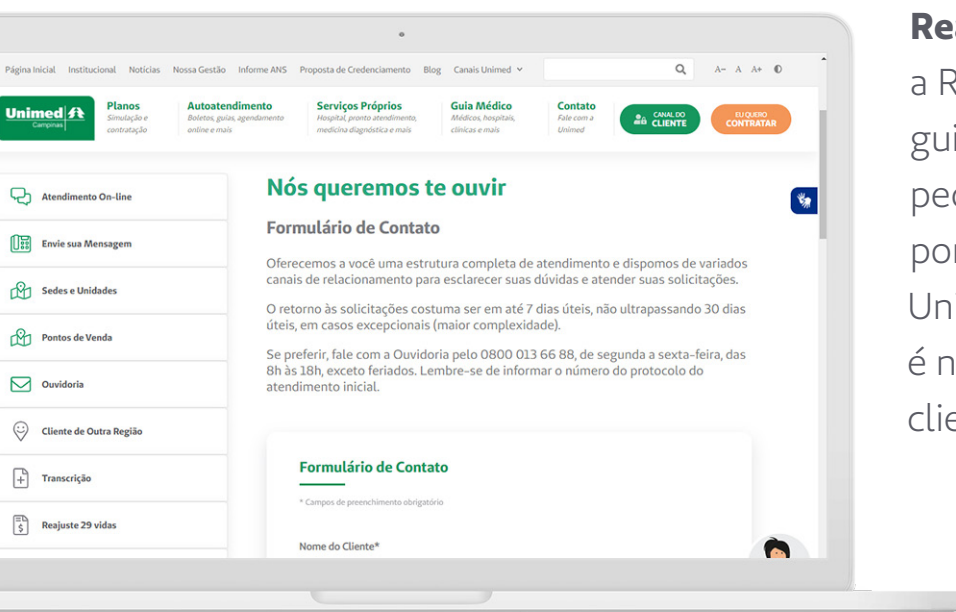 Página Inicial Institucional Notícias Nossa Gestão Informe ANS Proposta de Credenciamento Blog Canais Unimed A- A A+
Unimed
Campinas
Planos
Simulação e
contratação
Autoatendimento
Boletos, guias, agendamento
online e mais
Serviços Próprios
Hospital, pronto atendimento,
medicina diagnóstica e mais
Guia Médico
Médicos, hospitais,
clínicas e mais
Contato
Fale com a
Unimed
CANAL DO
CLIENTE
EU QUERO
CONTRATAR
Atendimento On-line
Envie sua Mensagem
Sedes e Unidades
Pontos de Venda
Ouvidoria
Cliente de Outra Região
Transcrição
Reajuste 29 vidas
Nós queremos te ouvir
Formulário de Contato
Oferecemos a você uma estrutura completa de atendimento e dispomos de variados
canais de relacionamento para esclarecer suas dúvidas e atender suas solicitações.
O retorno às solicitações costuma ser em até 7 dias úteis, não ultrapassando 30 dias
úteis, em casos excepcionais (maior complexidade).
Se preferir, fale com a Ouvidoria pelo 0800 013 66 88, de segunda a sexta-feira, das
8h às 18h, exceto feriados. Lembre-se de informar o número do protocolo do
atendimento inicial.
Formulário de Contato
* Campos de preenchimento obrigatório
Nome do Cliente*
a
é